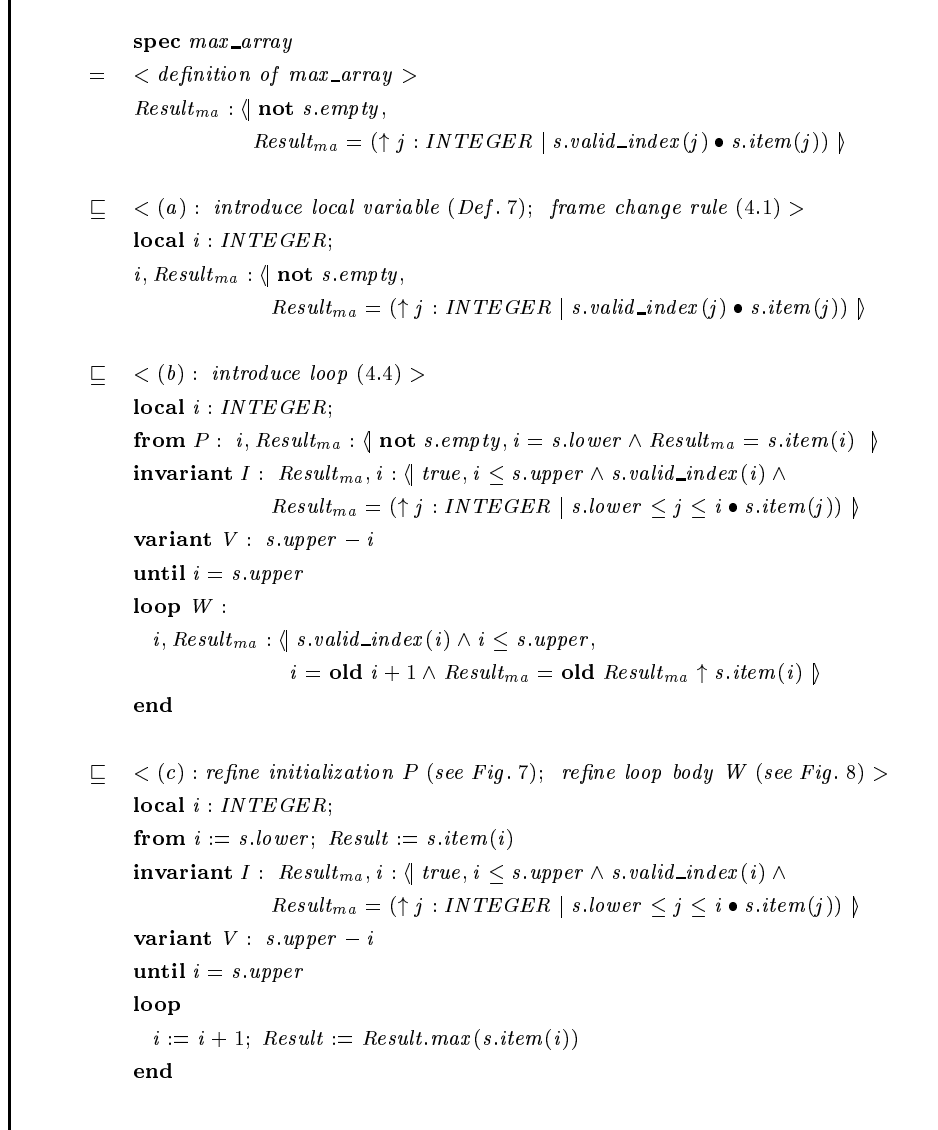 spec max_array
= < definition of max_array >
Result_ma : ⟨| not s.empty,
Result_ma = (↑ j : INTEGER | s.valid_index(j) • s.item(j)) |⟩
⊑ < (a) : introduce local variable (Def. 7); frame change rule (4.1) >
local i : INTEGER;
i, Result_ma : ⟨| not s.empty,
Result_ma = (↑ j : INTEGER | s.valid_index(j) • s.item(j)) |⟩
⊑ < (b) : introduce loop (4.4) >
local i : INTEGER;
from P : i, Result_ma : ⟨| not s.empty, i = s.lower ∧ Result_ma = s.item(i) |⟩
invariant I : Result_ma, i : ⟨| true, i ≤ s.upper ∧ s.valid_index(i) ∧
Result_ma = (↑ j : INTEGER | s.lower ≤ j ≤ i • s.item(j)) |⟩
variant V : s.upper − i
until i = s.upper
loop W :
i, Result_ma : ⟨| s.valid_index(i) ∧ i ≤ s.upper,
i = old i + 1 ∧ Result_ma = old Result_ma ↑ s.item(i) |⟩
end
⊑ < (c) : refine initialization P (see Fig. 7); refine loop body W (see Fig. 8) >
local i : INTEGER;
from i := s.lower; Result := s.item(i)
invariant I : Result_ma, i : ⟨| true, i ≤ s.upper ∧ s.valid_index(i) ∧
Result_ma = (↑ j : INTEGER | s.lower ≤ j ≤ i • s.item(j)) |⟩
variant V : s.upper − i
until i = s.upper
loop
i := i + 1; Result := Result.max(s.item(i))
end